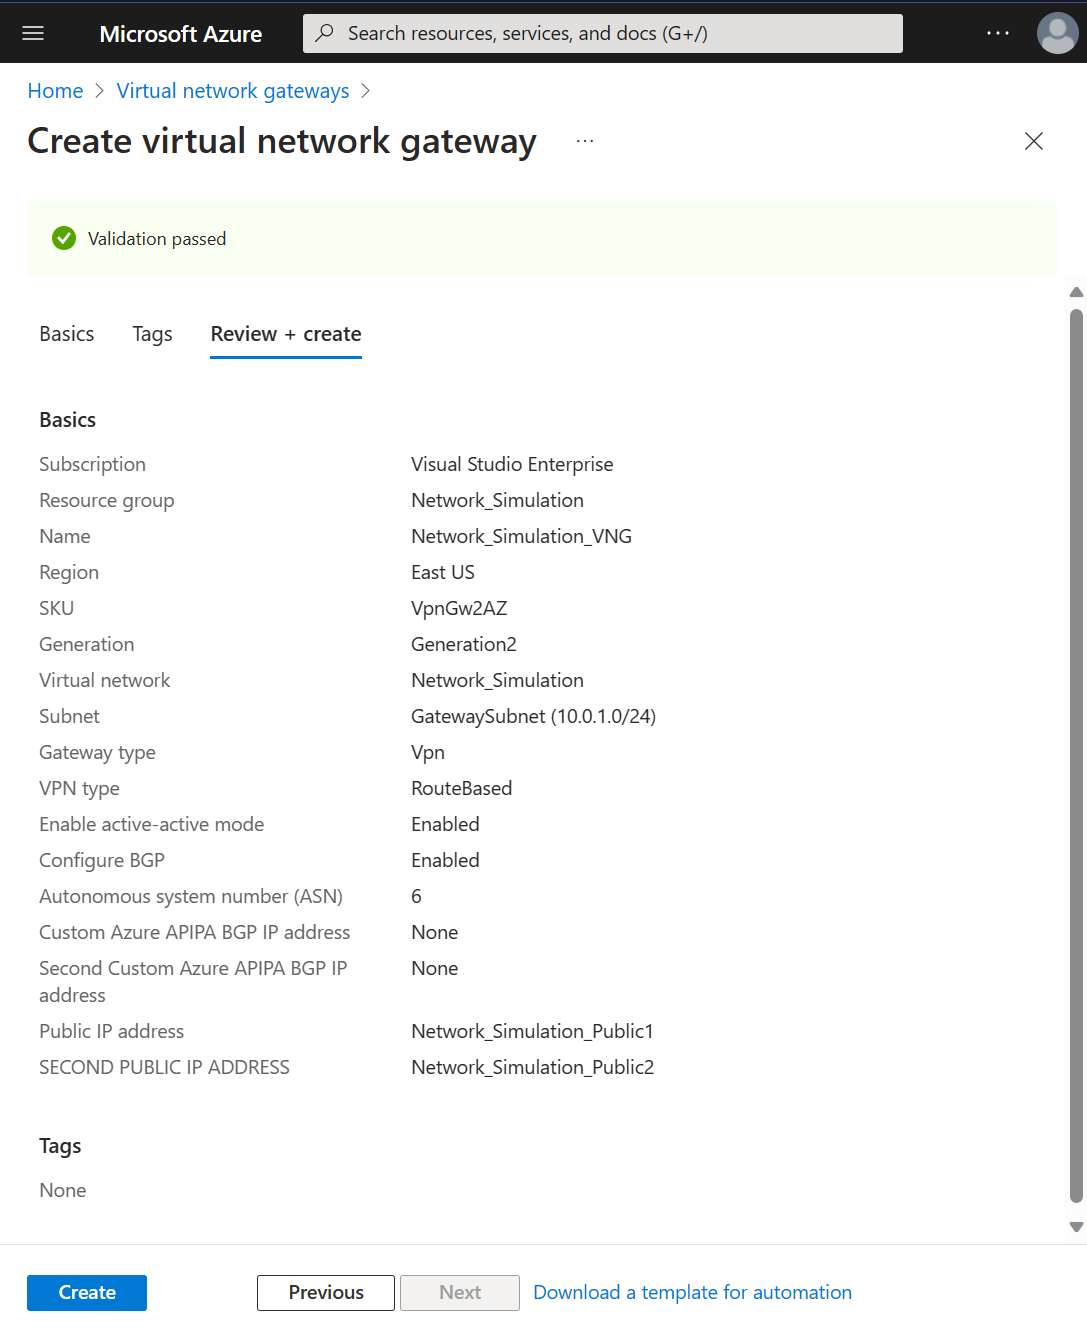 Microsoft Azure
Search resources, services, and docs (G+/)
Home > Virtual network gateways >
Create virtual network gateway ...
Validation passed
Basics Tags Review + create
Basics
Subscription Visual Studio Enterprise
Resource group Network_Simulation
Name Network_Simulation_VNG
Region East US
SKU VpnGw2AZ
Generation Generation2
Virtual network Network_Simulation
Subnet GatewaySubnet (10.0.1.0/24)
Gateway type Vpn
VPN type RouteBased
Enable active-active mode Enabled
Configure BGP Enabled
Autonomous system number (ASN) 6
Custom Azure APIPA BGP IP address None
Second Custom Azure APIPA BGP IP None
address
Public IP address Network_Simulation_Public1
SECOND PUBLIC IP ADDRESS Network_Simulation_Public2
Tags
None
Create Previous Next Download a template for automation